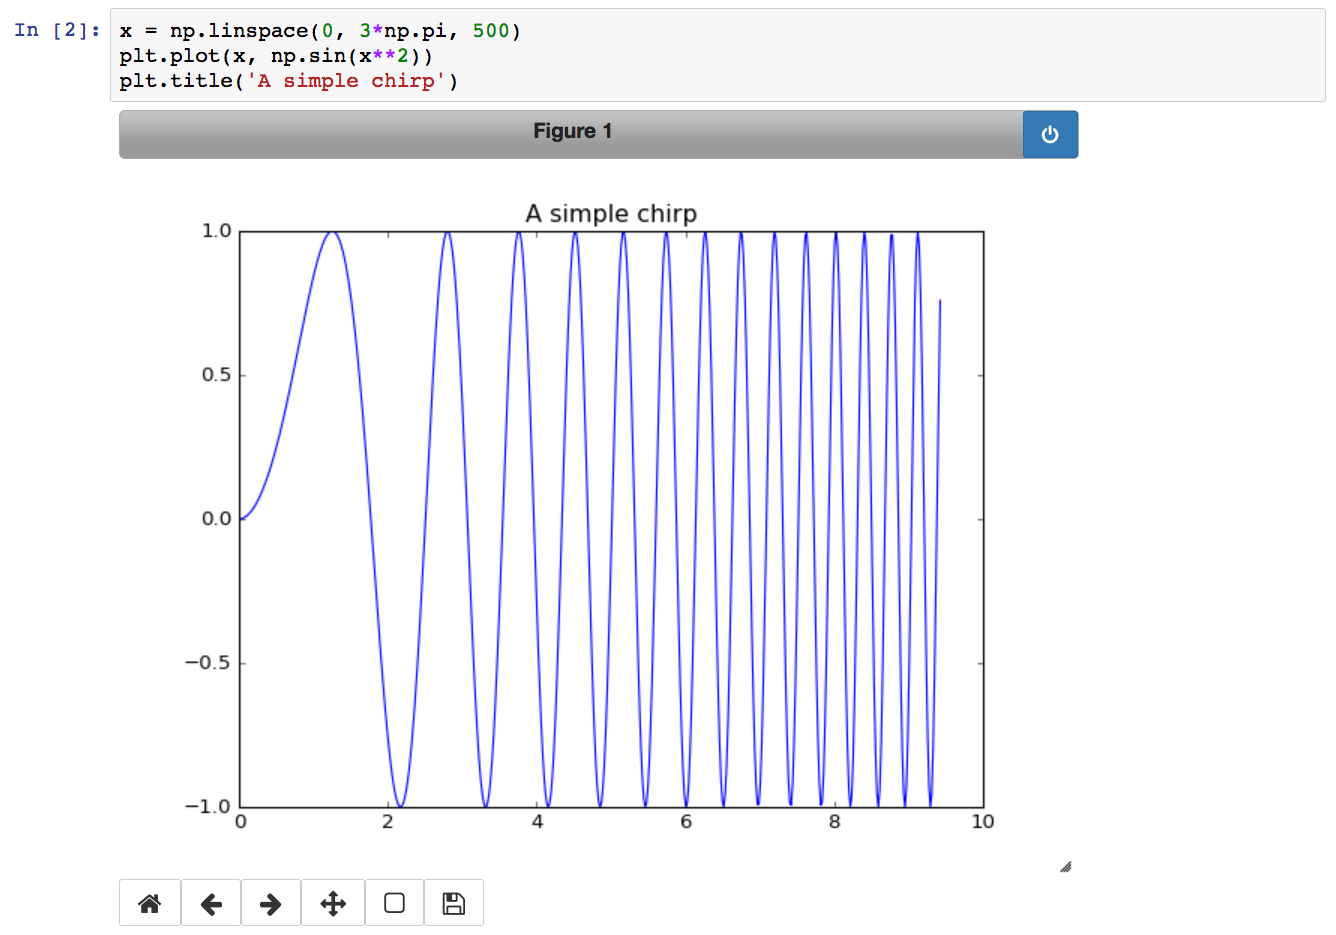 In [2]: x = np.linspace(0, 3*np.pi, 500)
plt.plot(x, np.sin(x**2))
plt.title('A simple chirp')
Figure 1
A simple chirp
1.0
0.5
0.0
−0.5
−1.0
0 2 4 6 8 10